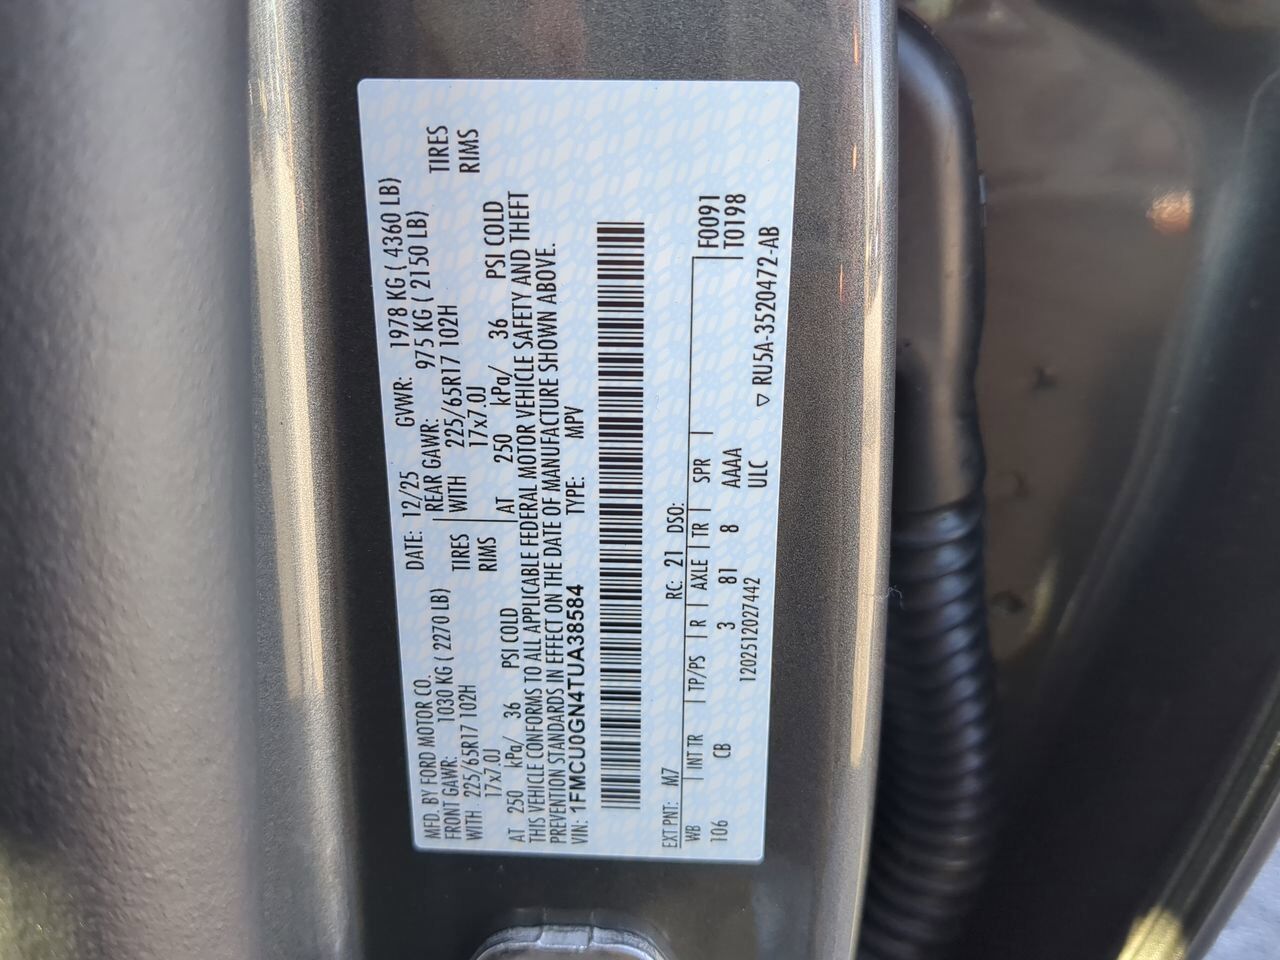 MFD. BY FORD MOTOR CO.
DATE: 12/25 GVWR: 1978 KG ( 4360 LB)
FRONT GAWR: 1030 KG ( 2270 LB) REAR GAWR: 975 KG ( 2150 LB)
WITH 225/65R17 102H TIRES WITH 225/65R17 102H TIRES
17x7.0J RIMS 17x7.0J RIMS
AT 250 kPa/ 36 PSI COLD AT 250 kPa/ 36 PSI COLD
THIS VEHICLE CONFORMS TO ALL APPLICABLE FEDERAL MOTOR VEHICLE SAFETY AND THEFT
PREVENTION STANDARDS IN EFFECT ON THE DATE OF MANUFACTURE SHOWN ABOVE.
VIN: 1FMCU0GN4TUA38584 TYPE: MPV
EXT PNT: M7 RC: 21 DSO:
WB INT TR TP/PS R AXLE TR SPR F0091
106 CB 3 81 8 AAAA T0198
1202512027442 ULC
▽ RU5A-3520472-AB